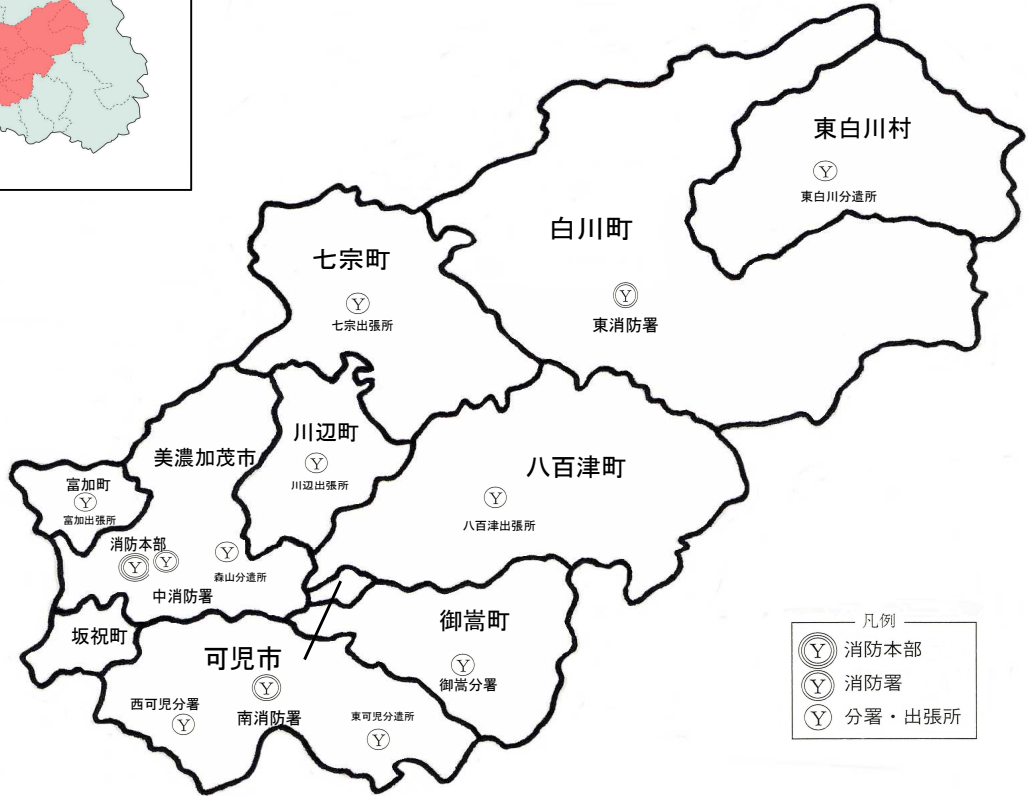 東白川村
Y
東白川分遣所
白川町
Y
東消防署
七宗町
Y
七宗出張所
川辺町
Y
川辺出張所
美濃加茂市
八百津町
Y
八百津出張所
富加町
Y
富加出張所
消防本部
Y
Y
中消防署
Y
森山分遣所
坂祝町
御嵩町
Y
御嵩分署
可児市
Y
南消防署
西可児分署
Y
東可児分遣所
Y
凡例
Y 消防本部
Y 消防署
Y 分署・出張所